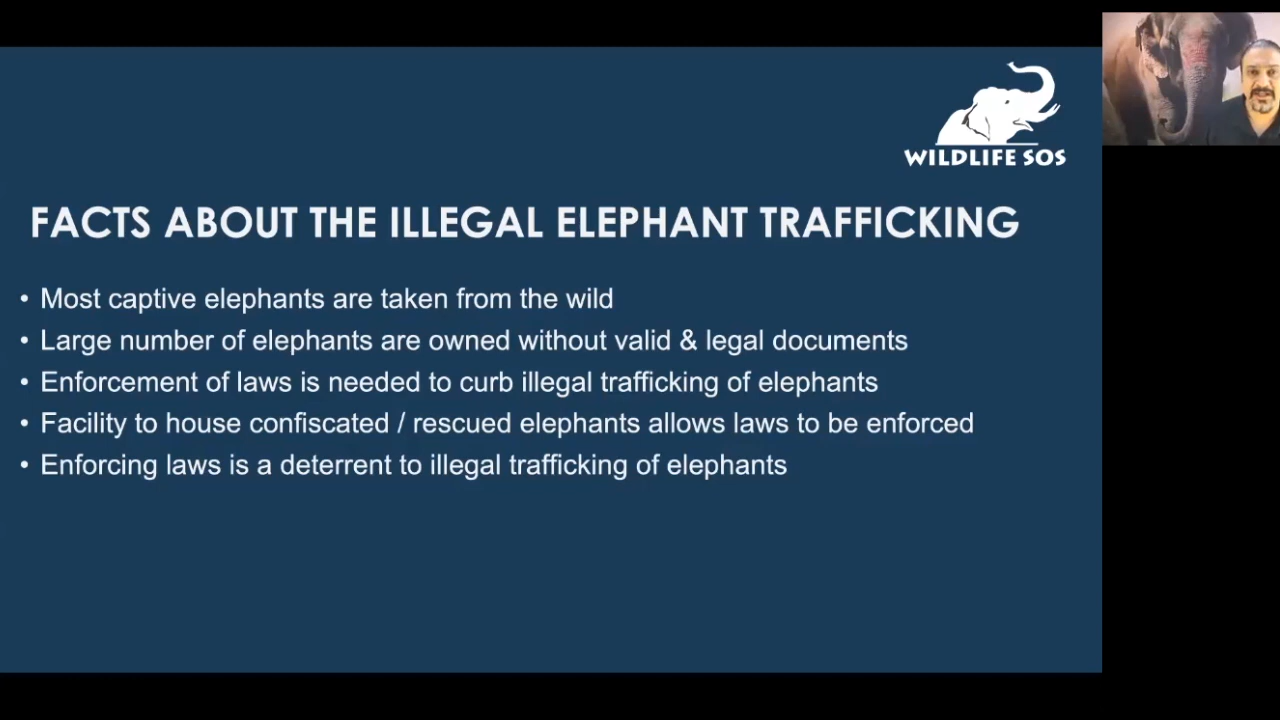 WILDLIFE SOS
FACTS ABOUT THE ILLEGAL ELEPHANT TRAFFICKING
• Most captive elephants are taken from the wild
• Large number of elephants are owned without valid & legal documents
• Enforcement of laws is needed to curb illegal trafficking of elephants
• Facility to house confiscated / rescued elephants allows laws to be enforced
• Enforcing laws is a deterrent to illegal trafficking of elephants